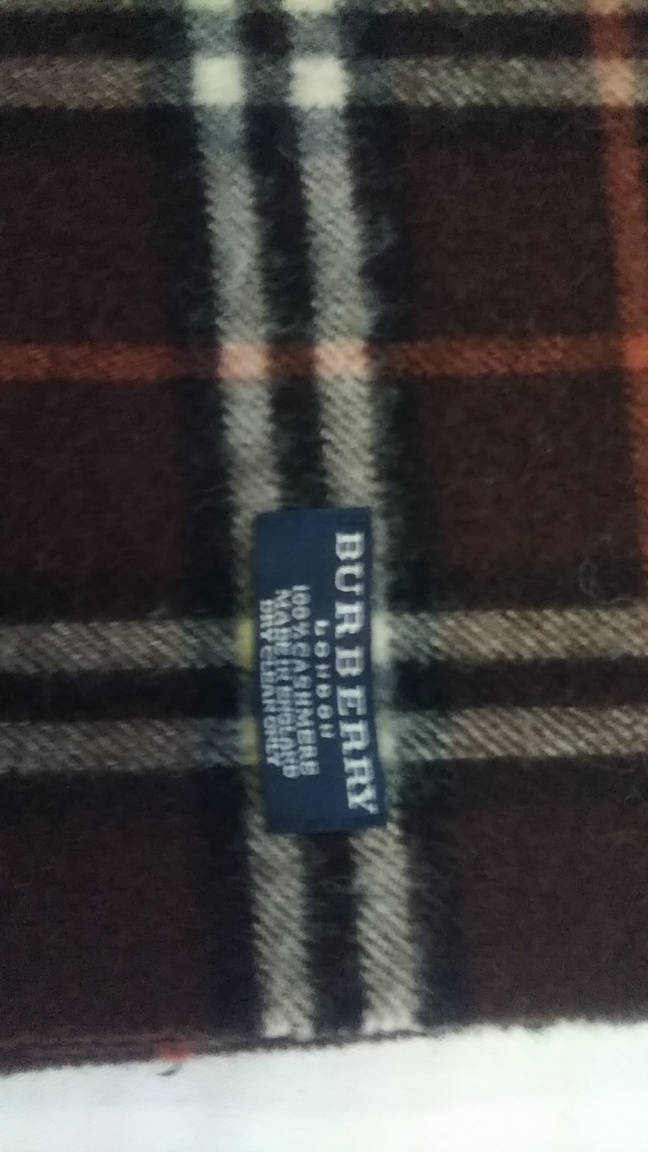 BURBERRY
LONDON
100% CASHMERE
MADE IN ENGLAND
DRY CLEAN ONLY